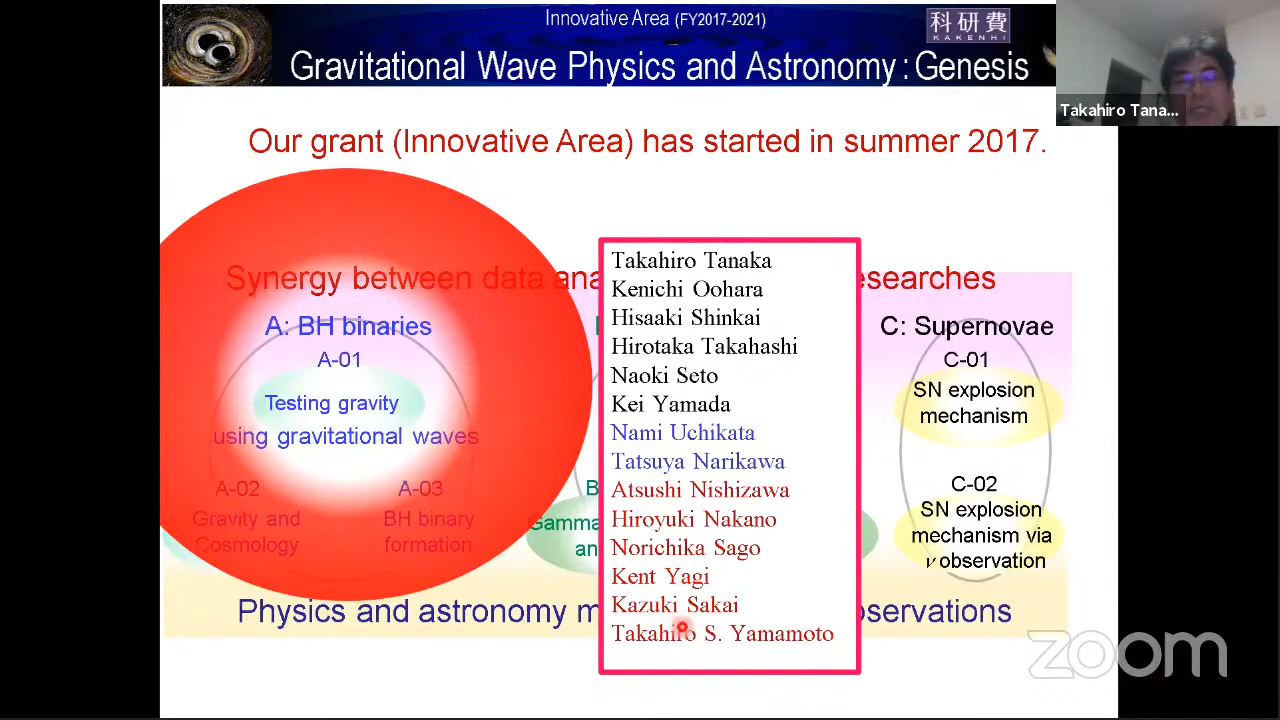 Innovative Area (FY2017-2021)
科研費
KAKENHI
Gravitational Wave Physics and Astronomy : Genesis
Takahiro Tana...
Our grant (Innovative Area) has started in summer 2017.
Synergy between data ana
esearches
A: BH binaries
A-01
Testing gravity
using gravitational waves
A-02
Gravity and
Cosmology
A-03
BH binary
formation
B
Gamma
an
Takahiro Tanaka
Kenichi Oohara
Hisaaki Shinkai
Hirotaka Takahashi
Naoki Seto
Kei Yamada
Nami Uchikata
Tatsuya Narikawa
Atsushi Nishizawa
Hiroyuki Nakano
Norichika Sago
Kent Yagi
Kazuki Sakai
Takahiro S. Yamamoto
C: Supernovae
C-01
SN explosion
mechanism
C-02
SN explosion
mechanism via
ν observation
Physics and astronomy m
servations
zoom